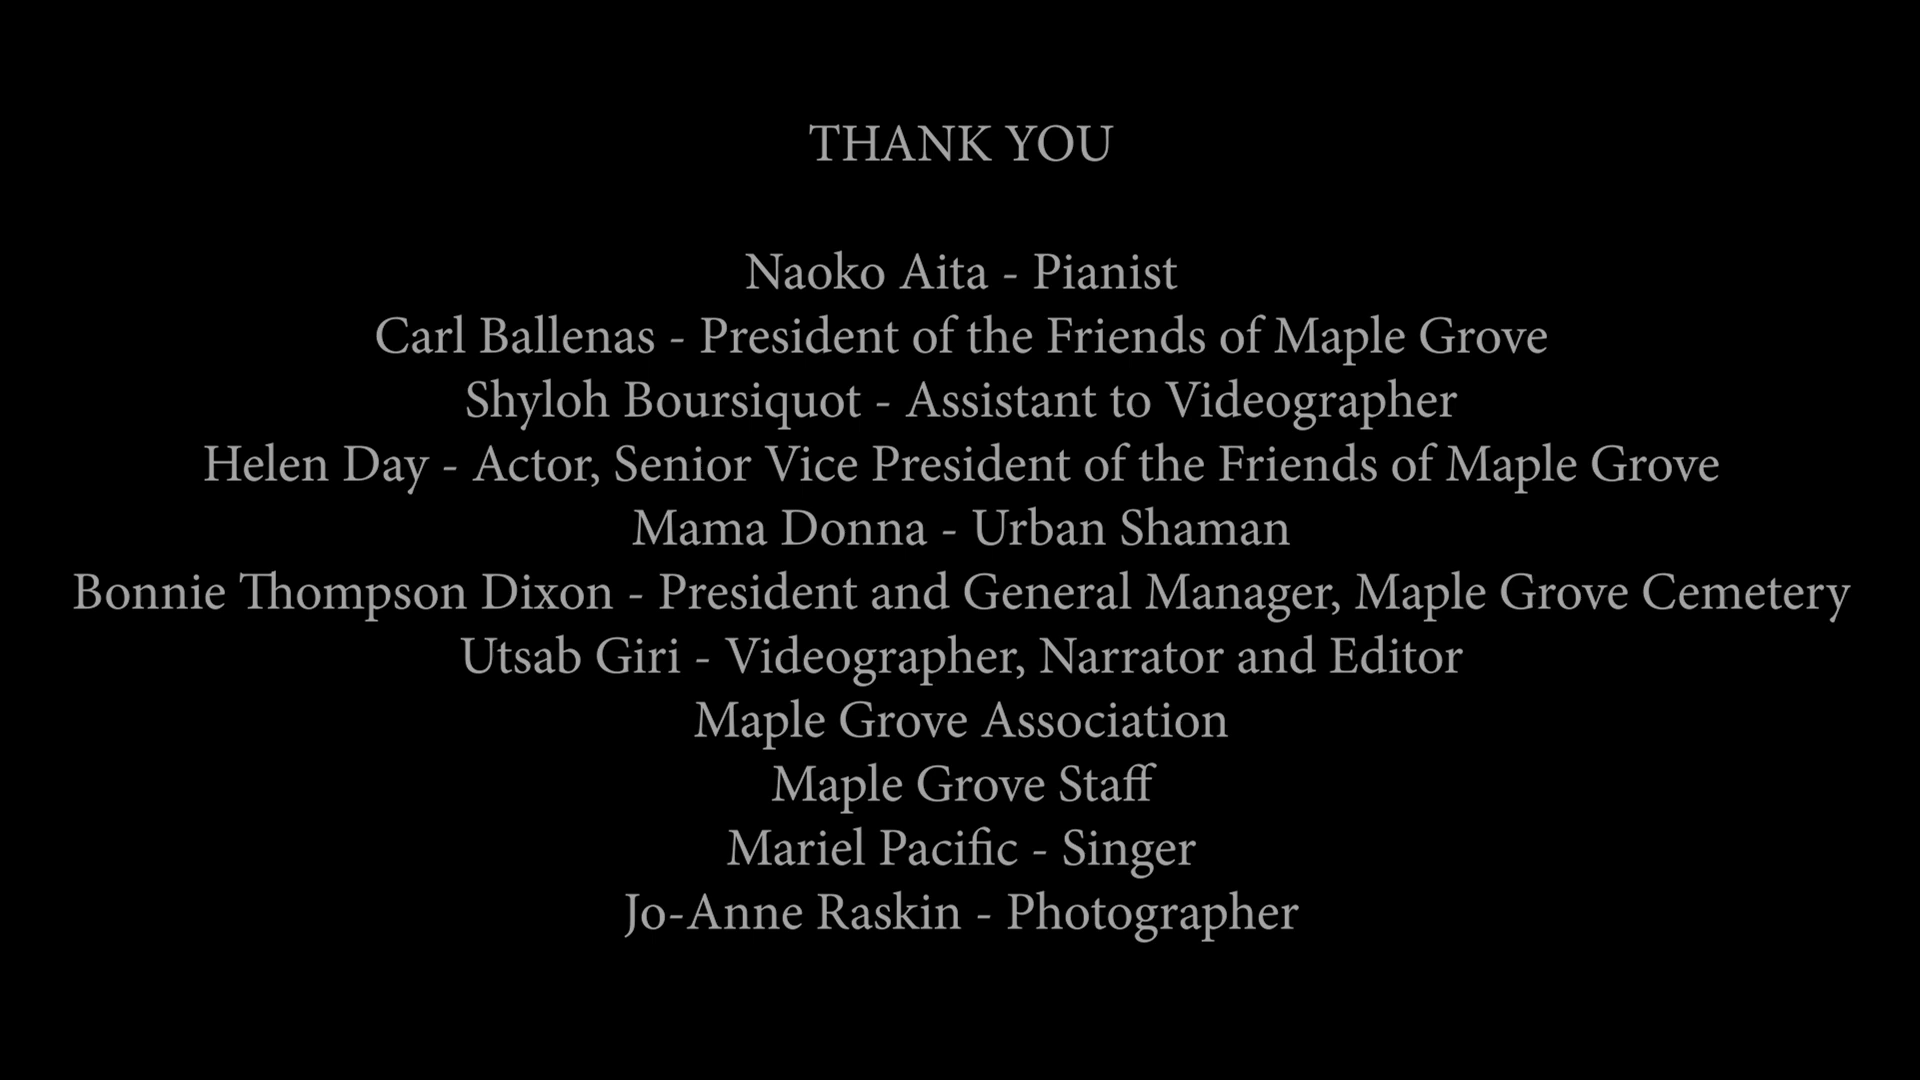 THANK YOU
Naoko Aita - Pianist
Carl Ballenas - President of the Friends of Maple Grove
Shyloh Boursiquot - Assistant to Videographer
Helen Day - Actor, Senior Vice President of the Friends of Maple Grove
Mama Donna - Urban Shaman
Bonnie Thompson Dixon - President and General Manager, Maple Grove Cemetery
Utsab Giri - Videographer, Narrator and Editor
Maple Grove Association
Maple Grove Staff
Mariel Pacific - Singer
Jo-Anne Raskin - Photographer